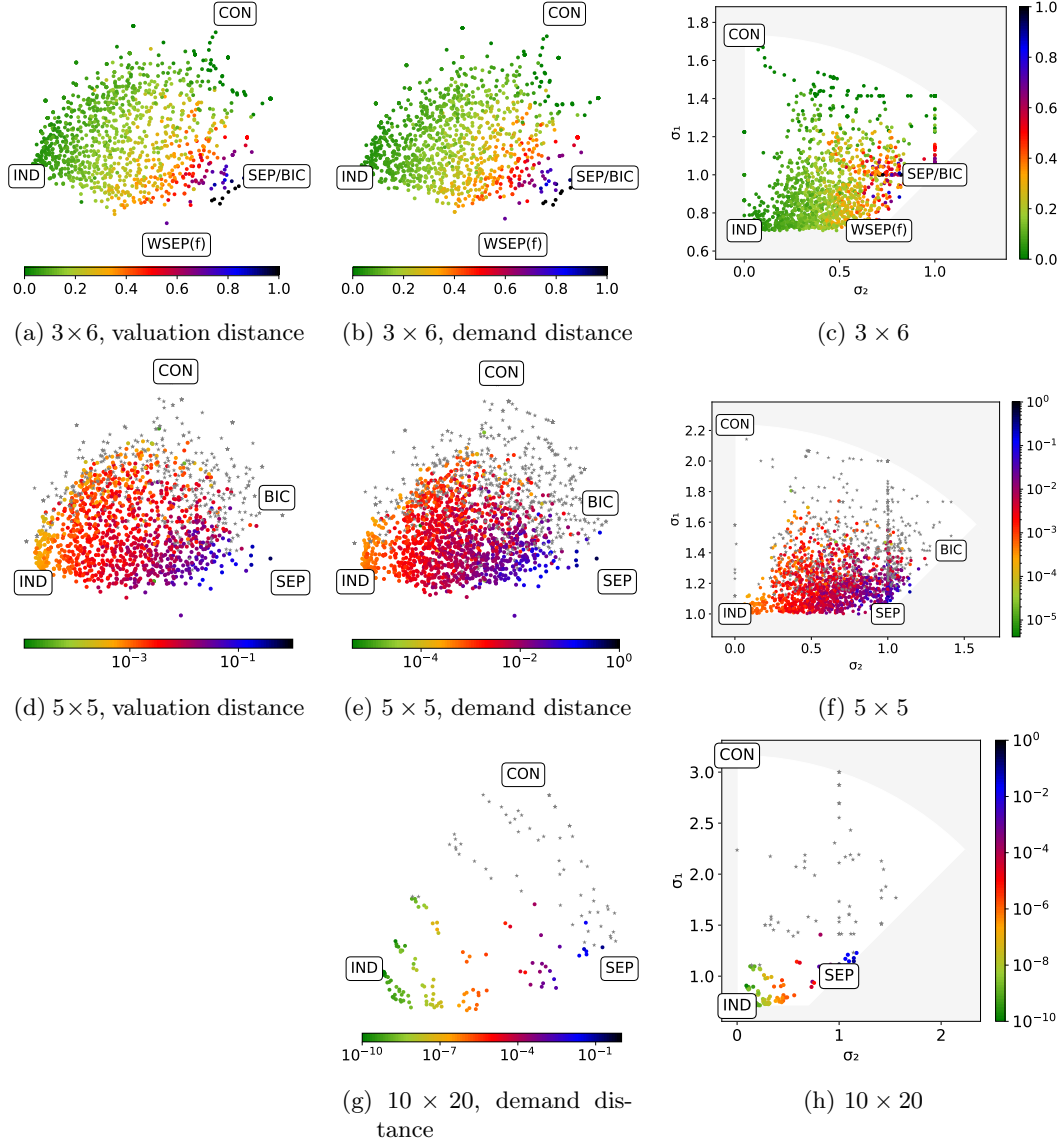 CON
IND
SEP/BIC
WSEP(f)
0.0 0.2 0.4 0.6 0.8 1.0
(a) 3×6, valuation distance
CON
SEP/BIC
WSEP(f)
0.0 0.2 0.4 0.6 0.8 1.0
(b) 3 × 6, demand distance
1.8
1.6
1.4
1.2
1.0
0.8
0.6
σ₁
CON
SEP/BIC
IND
WSEP(f)
0.0 0.5 1.0
σ₂
1.0
0.8
0.6
0.4
0.2
0.0
(c) 3 × 6
CON
BIC
IND
SEP
10⁻³ 10⁻¹
(d) 5×5, valuation distance
CON
BIC
IND
SEP
10⁻⁴ 10⁻² 10⁰
(e) 5 × 5, demand distance
2.2
2.0
1.8
1.6
1.4
1.2
1.0
σ₁
CON
BIC
IND
SEP
0.0 0.5 1.0 1.5
σ₂
10⁰
10⁻¹
10⁻²
10⁻³
10⁻⁴
10⁻⁵
(f) 5 × 5
CON
IND
SEP
10⁻¹⁰ 10⁻⁷ 10⁻⁴ 10⁻¹
(g) 10 × 20, demand dis-
tance
3.0
2.5
2.0
1.5
1.0
σ₁
CON
SEP
IND
0 1 2
σ₂
10⁰
10⁻²
10⁻⁴
10⁻⁶
10⁻⁸
10⁻¹⁰
(h) 10 × 20